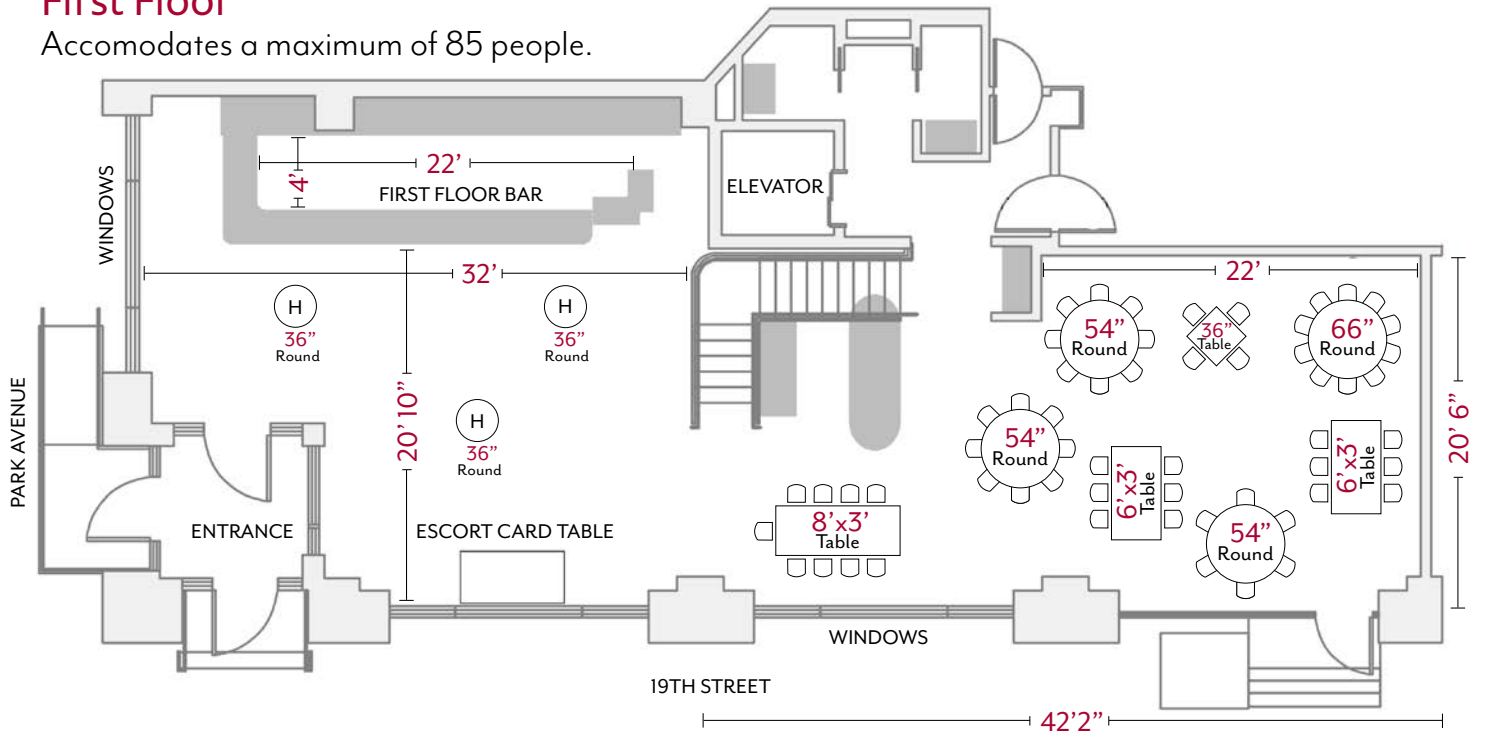 First Floor
Accomodates a maximum of 85 people.
WINDOWS
22'
4'
FIRST FLOOR BAR
ELEVATOR
32'
22'
H
36"
Round
H
36"
Round
54"
Round
36"
Table
66"
Round
PARK AVENUE
20' 10"
H
36"
Round
54"
Round
6'x3'
Table
6'x3'
Table
20' 6"
ENTRANCE
ESCORT CARD TABLE
8'x3'
Table
54"
Round
WINDOWS
19TH STREET
42'2"